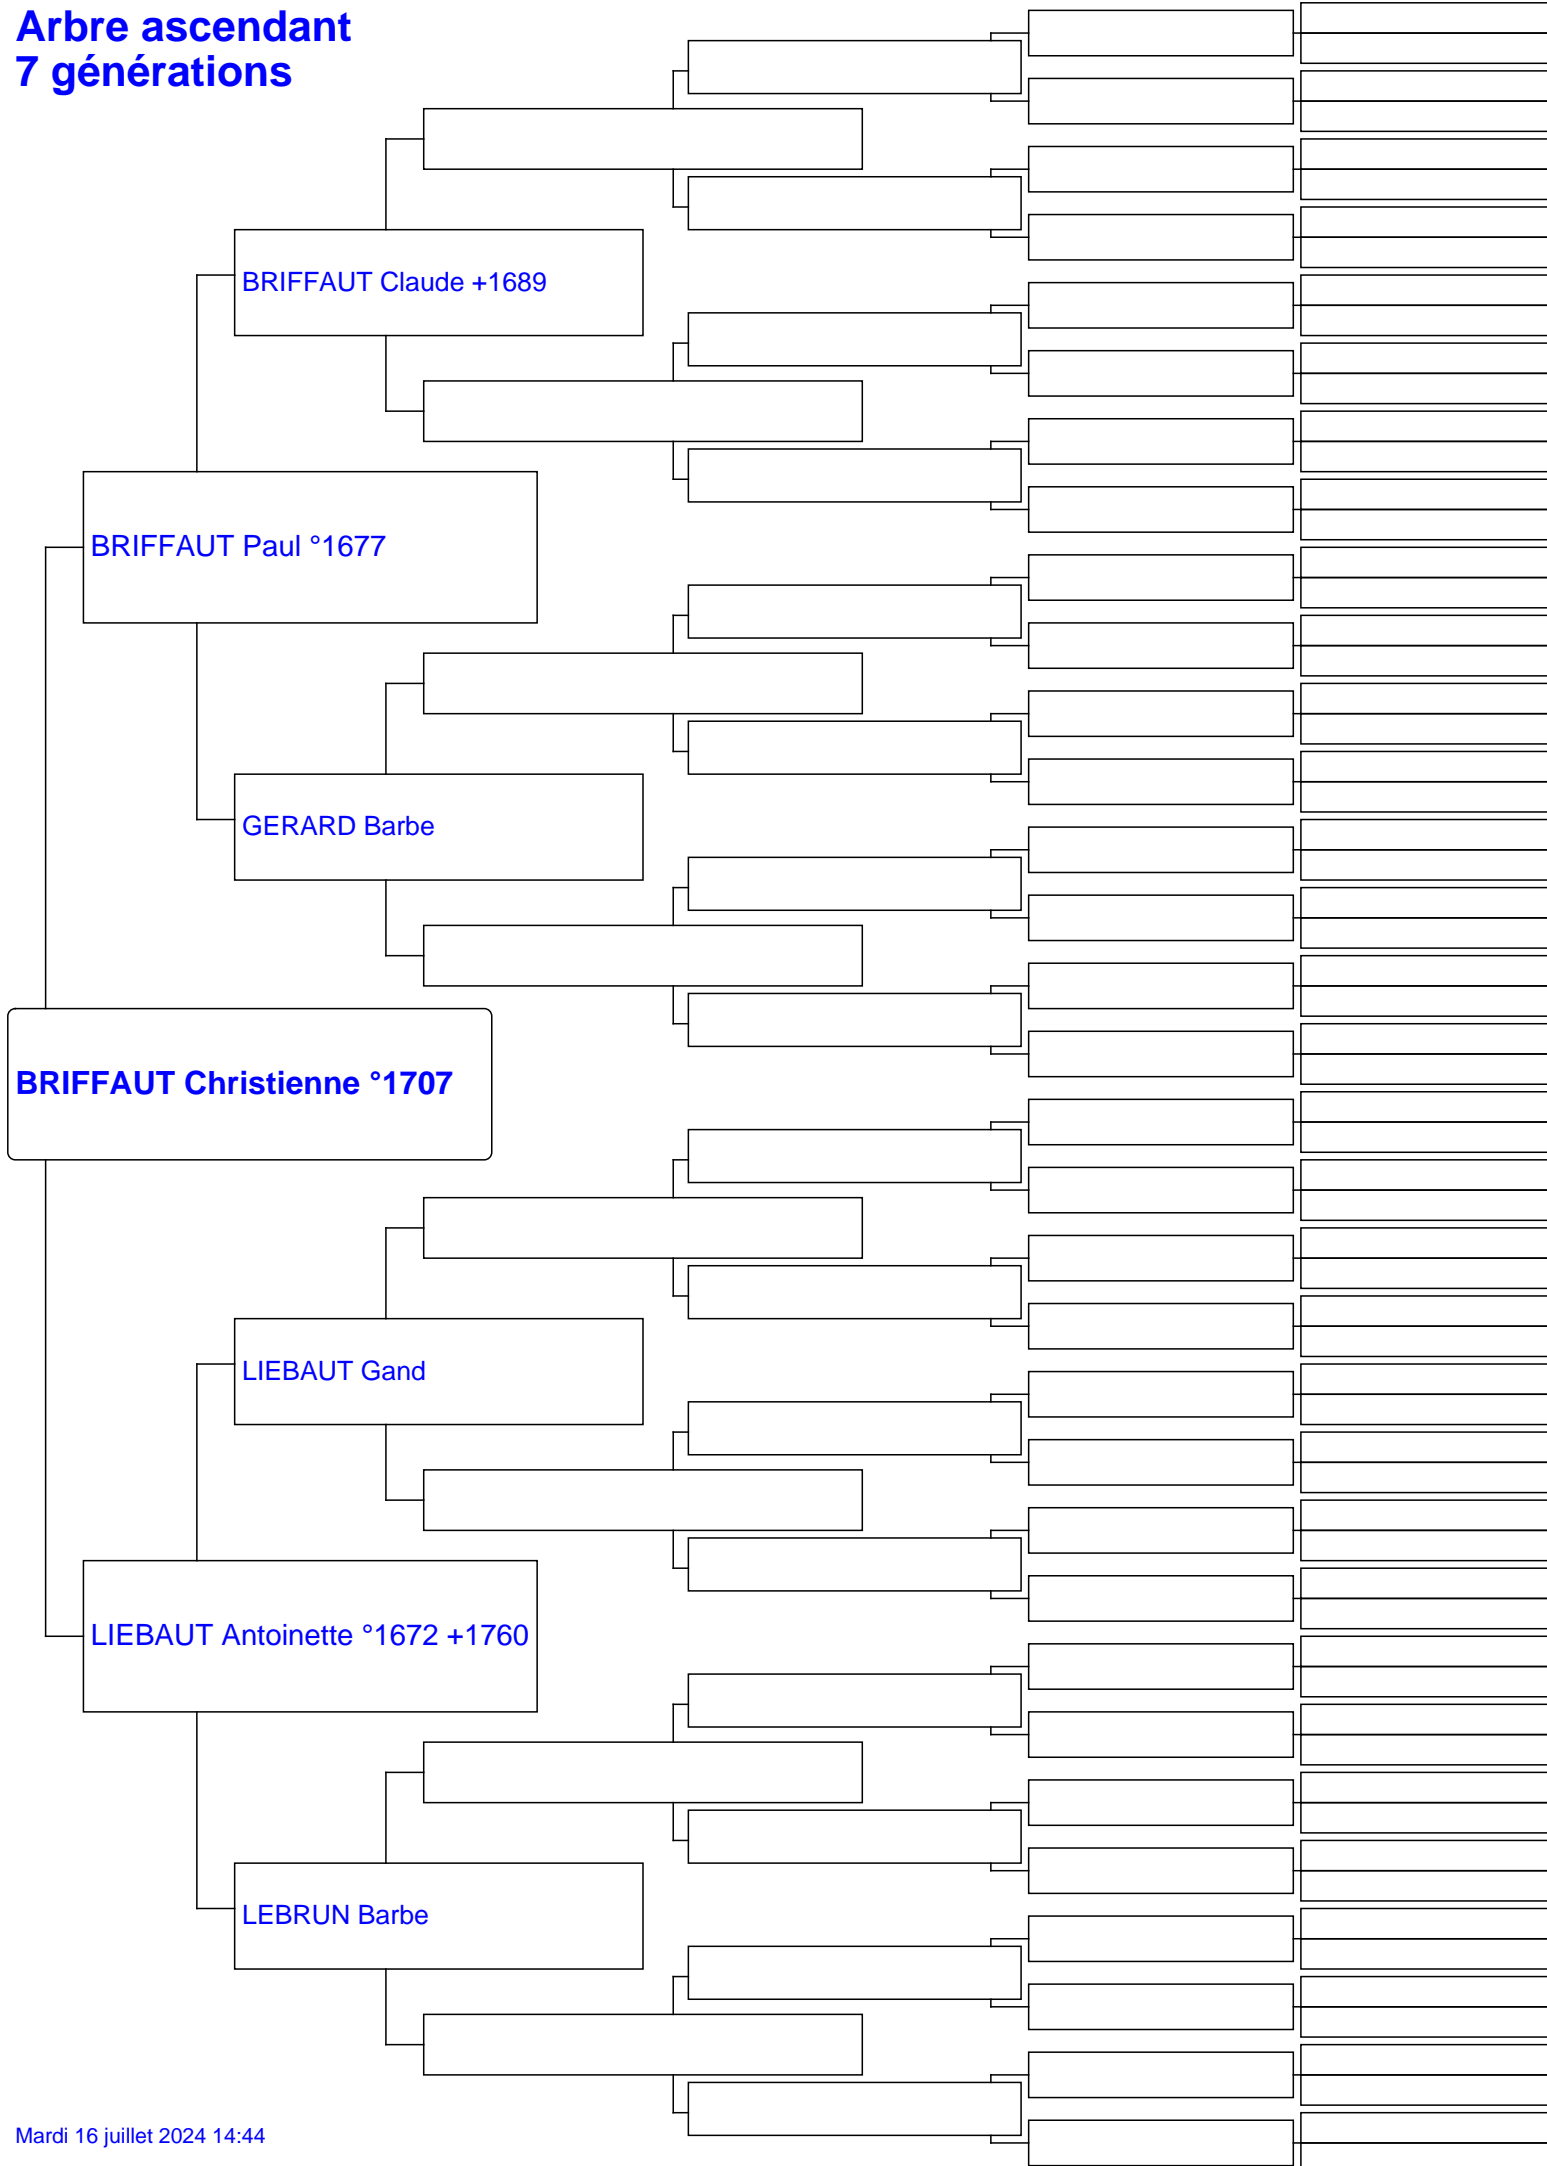 Arbre ascendant
7 générations
BRIFFAUT Claude +1689
BRIFFAUT Paul °1677
GERARD Barbe
BRIFFAUT Christienne °1707
LIEBAUT Gand
LIEBAUT Antoinette °1672 +1760
LEBRUN Barbe
Mardi 16 juillet 2024 14:44